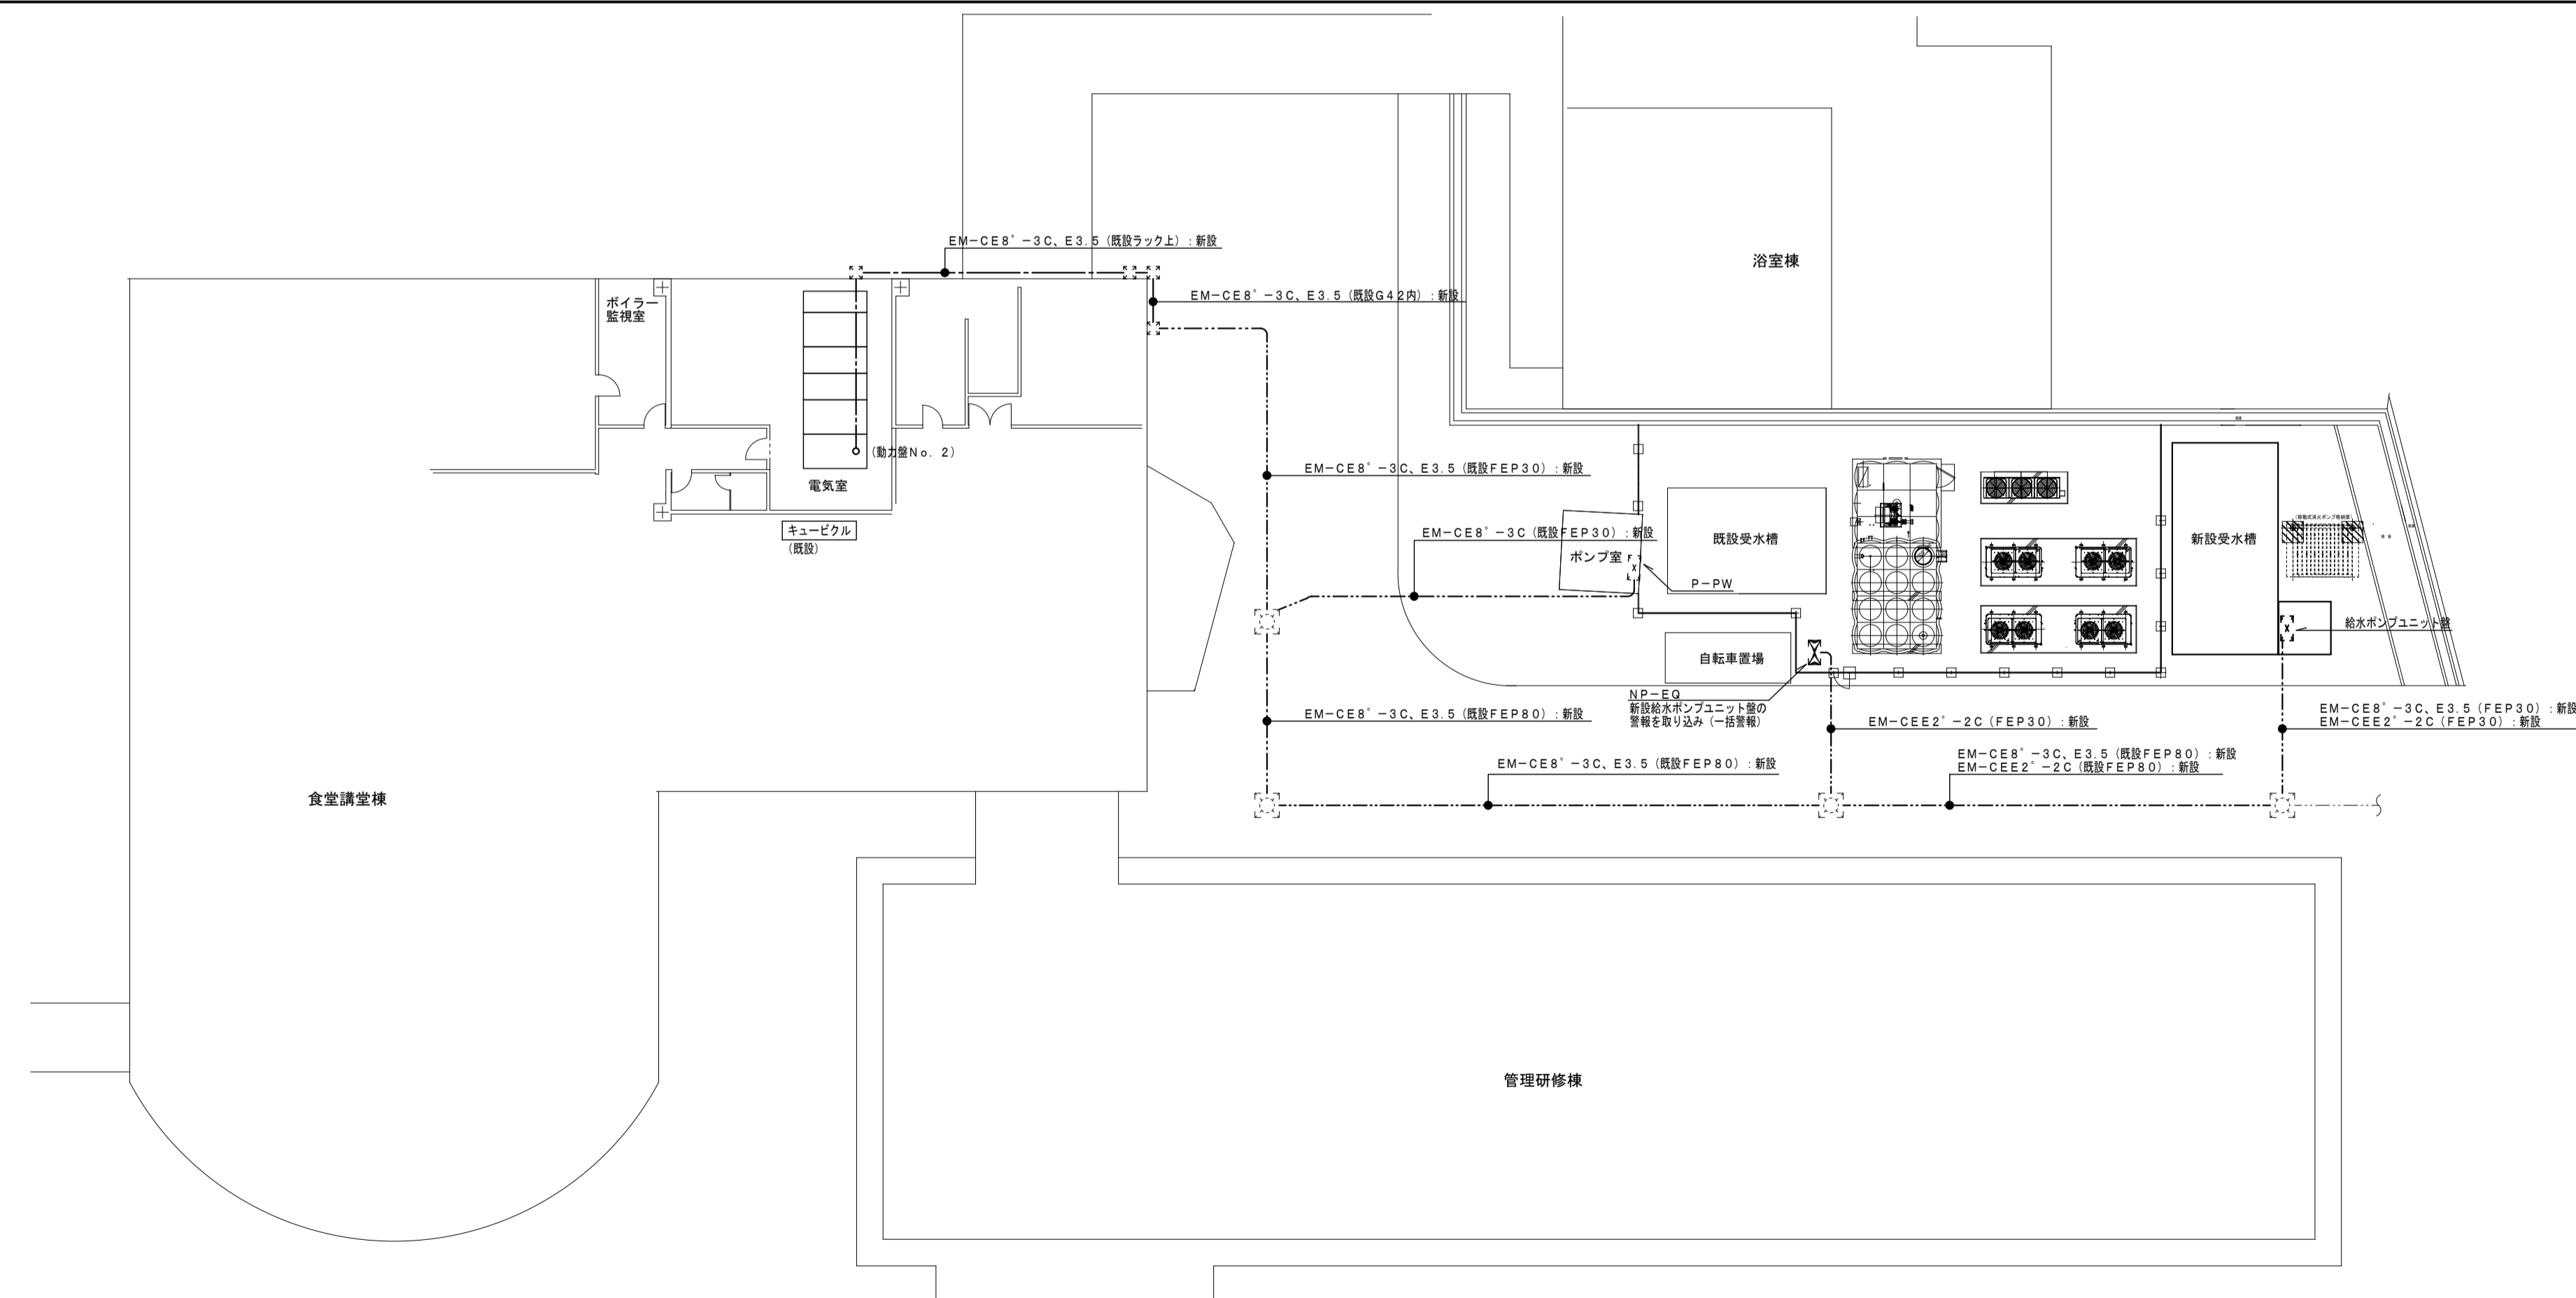 EM-CE8°-3C、E3.5(既設ラック上):新設
浴室棟
EM-CE8°-3C、E3.5(既設G42内):新設
ボイラー
監視室
(動力盤No.2)
電気室
キュービクル
(既設)
EM-CE8°-3C、E3.5(既設FEP30):新設
EM-CE8°-3C(既設FEP30):新設
ポンプ室
既設受水槽
P-PW
新設受水槽
(移動式消火ポンプ格納庫)
給水ポンプユニット盤
自転車置場
NP-EQ
新設給水ポンプユニット盤の
警報を取り込み(一括警報)
EM-CE8°-3C、E3.5(既設FEP80):新設
EM-CEE2°-2C(FEP30):新設
EM-CE8°-3C、E3.5(FEP30):新設
EM-CEE2°-2C(FEP30):新設
EM-CE8°-3C、E3.5(既設FEP80):新設
EM-CE8°-3C、E3.5(既設FEP80):新設
EM-CEE2°-2C(既設FEP80):新設
食堂講堂棟
管理研修棟